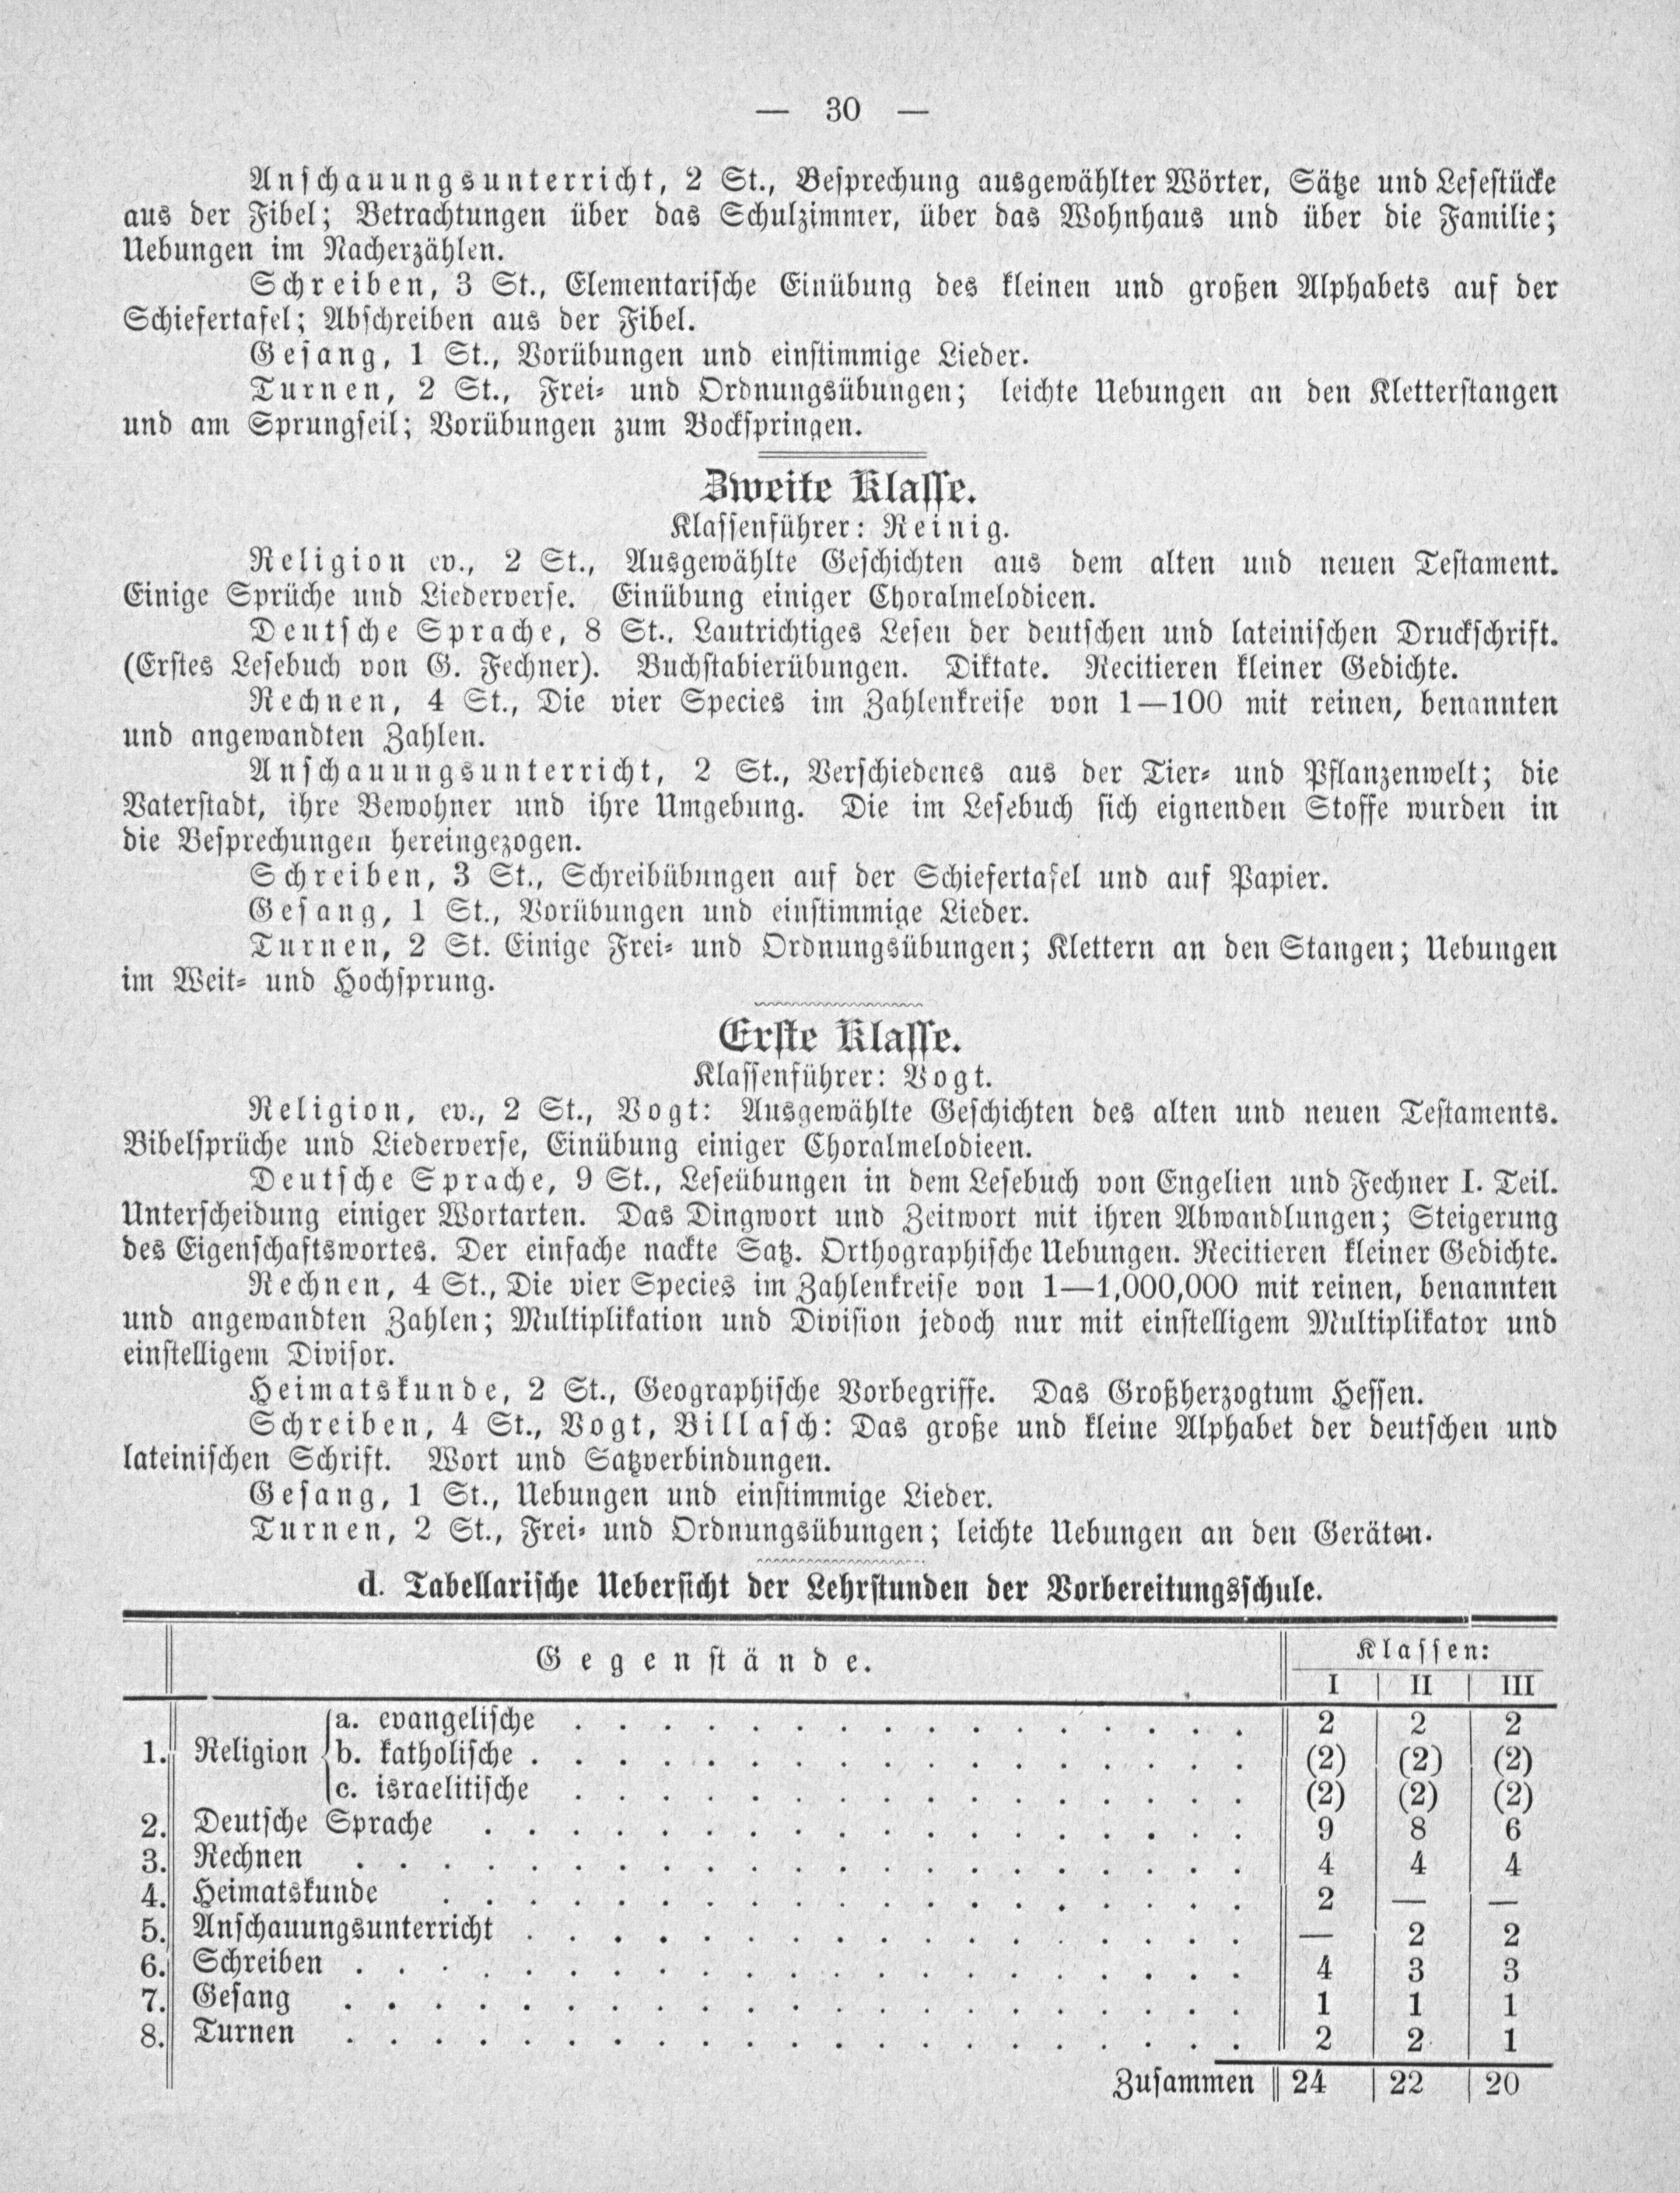 — 30 —
Anschauungsunterricht, 2 St., Besprechung ausgewählter Wörter, Sätze und Lesestücke
aus der Fibel; Betrachtungen über das Schulzimmer, über das Wohnhaus und über die Familie;
Uebungen im Nacherzählen.
Schreiben, 3 St., Elementarische Einübung des kleinen und großen Alphabets auf der
Schiefertafel; Abschreiben aus der Fibel.
Gesang, 1 St., Vorübungen und einstimmige Lieder.
Turnen, 2 St., Frei- und Ordnungsübungen; leichte Uebungen an den Kletterstangen
und am Sprungseil; Vorübungen zum Bockspringen.
Zweite Klasse.
Klassenführer: Reinig.
Religion ev., 2 St., Ausgewählte Geschichten aus dem alten und neuen Testament.
Einige Sprüche und Liederverse. Einübung einiger Choralmelodieen.
Deutsche Sprache, 8 St., Lautrichtiges Lesen der deutschen und lateinischen Druckschrift.
(Erstes Lesebuch von G. Fechner). Buchstabierübungen. Diktate. Recitieren kleiner Gedichte.
Rechnen, 4 St., Die vier Species im Zahlenkreise von 1—100 mit reinen, benannten
und angewandten Zahlen.
Anschauungsunterricht, 2 St., Verschiedenes aus der Tier- und Pflanzenwelt; die
Vaterstadt, ihre Bewohner und ihre Umgebung. Die im Lesebuch sich eignenden Stoffe wurden in
die Besprechungen hereingezogen.
Schreiben, 3 St., Schreibübungen auf der Schiefertafel und auf Papier.
Gesang, 1 St., Vorübungen und einstimmige Lieder.
Turnen, 2 St. Einige Frei- und Ordnungsübungen; Klettern an den Stangen; Uebungen
im Weit- und Hochsprung.
Erste Klasse.
Klassenführer: Vogt.
Religion, ev., 2 St., Vogt: Ausgewählte Geschichten des alten und neuen Testaments.
Bibelsprüche und Liederverse, Einübung einiger Choralmelodieen.
Deutsche Sprache, 9 St., Leseübungen in dem Lesebuch von Engelien und Fechner I. Teil.
Unterscheidung einiger Wortarten. Das Dingwort und Zeitwort mit ihren Abwandlungen; Steigerung
des Eigenschaftswortes. Der einfache nackte Satz. Orthographische Uebungen. Recitieren kleiner Gedichte.
Rechnen, 4 St., Die vier Species im Zahlenkreise von 1—1,000,000 mit reinen, benannten
und angewandten Zahlen; Multiplikation und Division jedoch nur mit einstelligem Multiplikator und
einstelligem Divisor.
Heimatskunde, 2 St., Geographische Vorbegriffe. Das Großherzogtum Hessen.
Schreiben, 4 St., Vogt, Billasch: Das große und kleine Alphabet der deutschen und
lateinischen Schrift. Wort und Satzverbindungen.
Gesang, 1 St., Uebungen und einstimmige Lieder.
Turnen, 2 St., Frei- und Ordnungsübungen; leichte Uebungen an den Geräten.
d. Tabellarische Uebersicht der Lehrstunden der Vorbereitungsschule.
Gegenstände. Klassen:
I II III
a. evangelische . . . . . . . . . . . . . . . . 2 2 2
1. Religion b. katholische . . . . . . . . . . . . . . . . . (2) (2) (2)
c. israelitische . . . . . . . . . . . . . . . . (2) (2) (2)
2. Deutsche Sprache . . . . . . . . . . . . . . . . . . 9 8 6
3. Rechnen . . . . . . . . . . . . . . . . . . . . . 4 4 4
4. Heimatskunde . . . . . . . . . . . . . . . . . . . 2 — —
5. Anschauungsunterricht . . . . . . . . . . . . . . . . . — 2 2
6. Schreiben . . . . . . . . . . . . . . . . . . . . . 4 3 3
7. Gesang . . . . . . . . . . . . . . . . . . . . . 1 1 1
8. Turnen . . . . . . . . . . . . . . . . . . . . . 2 2 1
Zusammen 24 22 20